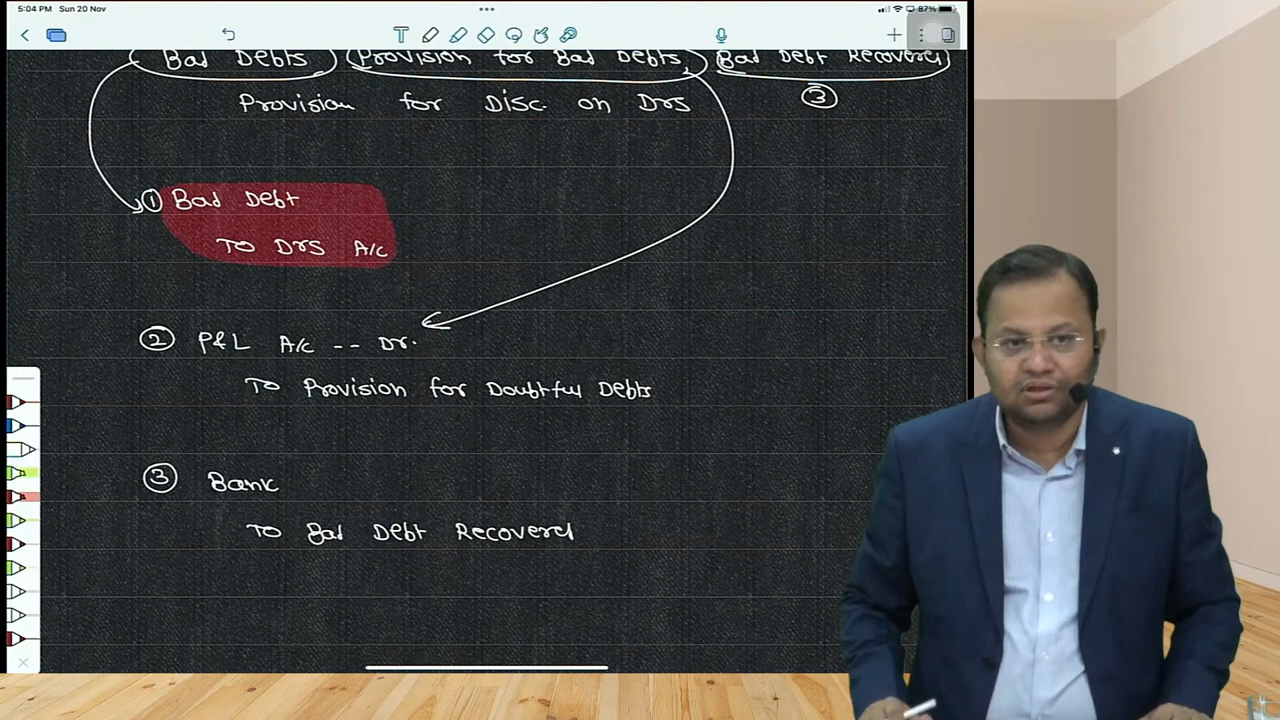 5:04 PM Sun 20 Nov 87%
Bad Debts Provision for Bad Debts, Bad Debt Recovered
Provision for Disc. on Drs 3
1 Bad Debt
To Drs A/c
2 P&L A/c -- Dr.
To Provision for Doubtful Debts
3 Bank
To Bad Debt Recovered